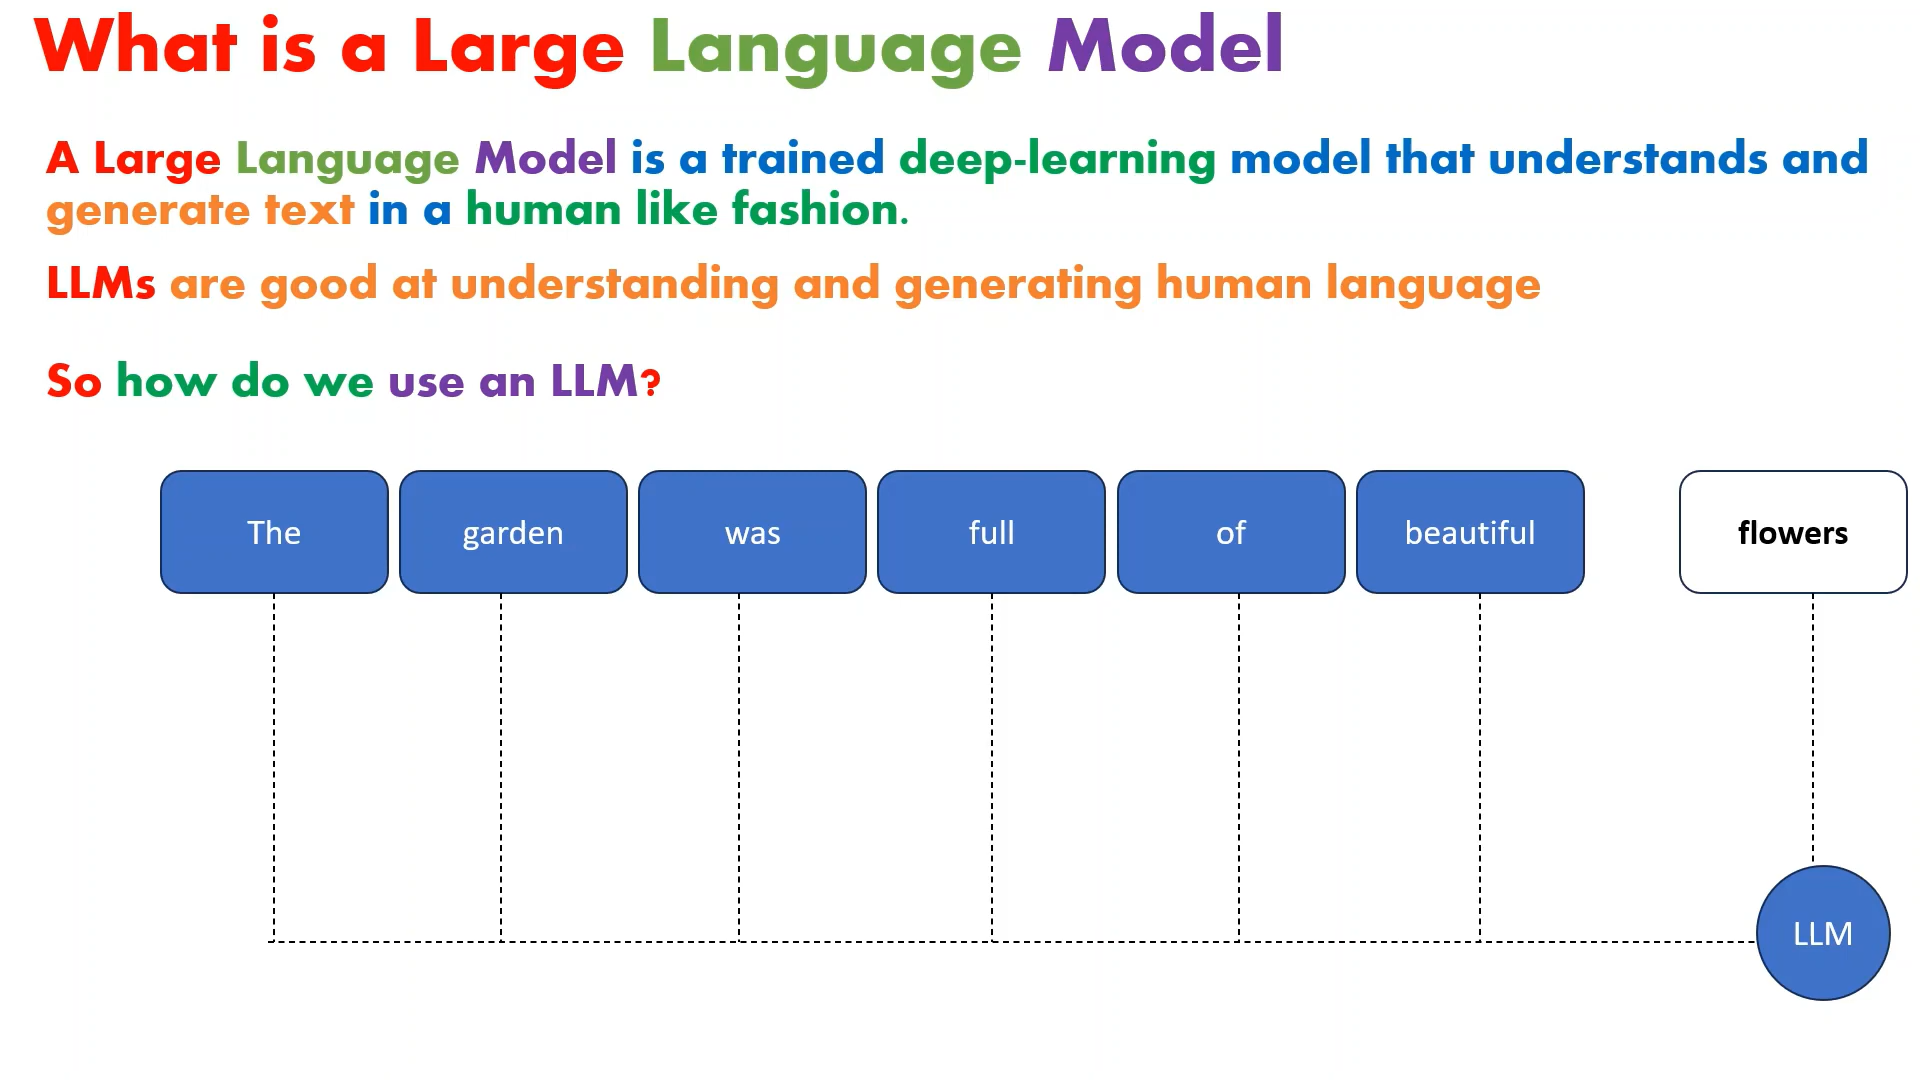 What is a Large Language Model
A Large Language Model is a trained deep-learning model that understands and
generate text in a human like fashion.
LLMs are good at understanding and generating human language
So how do we use an LLM?
The garden was full of beautiful flowers
LLM